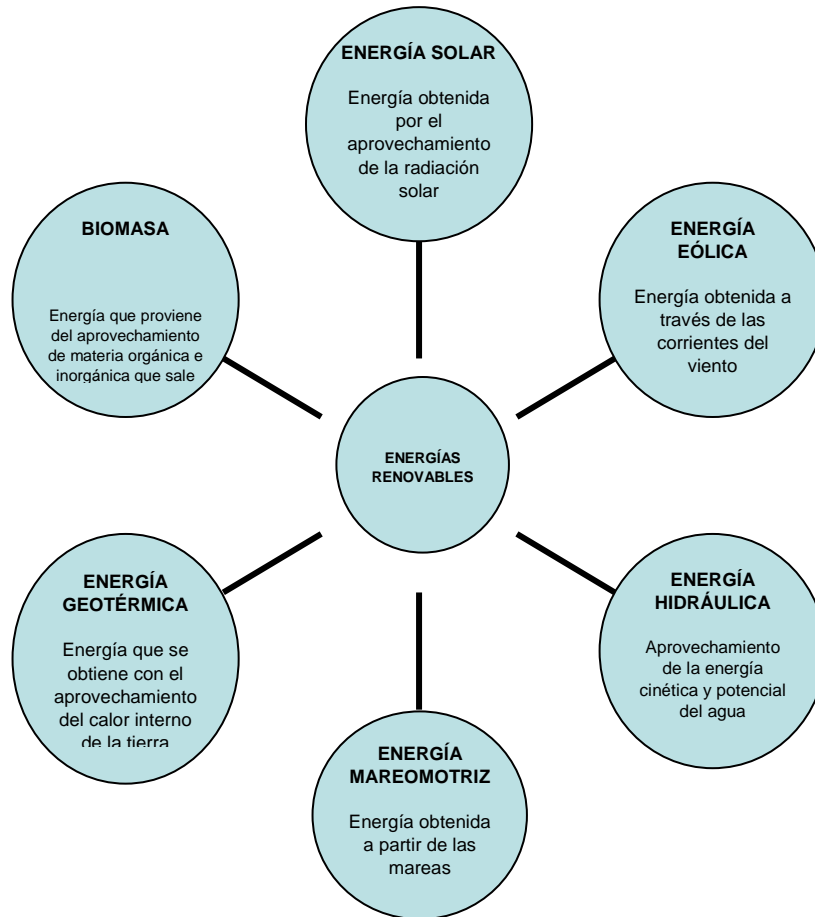 ENERGÍA SOLAR
Energía obtenida
por el
aprovechamiento
de la radiación
solar
BIOMASA
Energía que proviene
del aprovechamiento
de materia orgánica e
inorgánica que sale
ENERGÍA
EÓLICA
Energía obtenida a
través de las
corrientes del
viento
ENERGÍAS
RENOVABLES
ENERGÍA
GEOTÉRMICA
Energía que se
obtiene con el
aprovechamiento
del calor interno
de la tierra
ENERGÍA
HIDRÁULICA
Aprovechamiento
de la energía
cinética y potencial
del agua
ENERGÍA
MAREOMOTRIZ
Energía obtenida
a partir de las
mareas